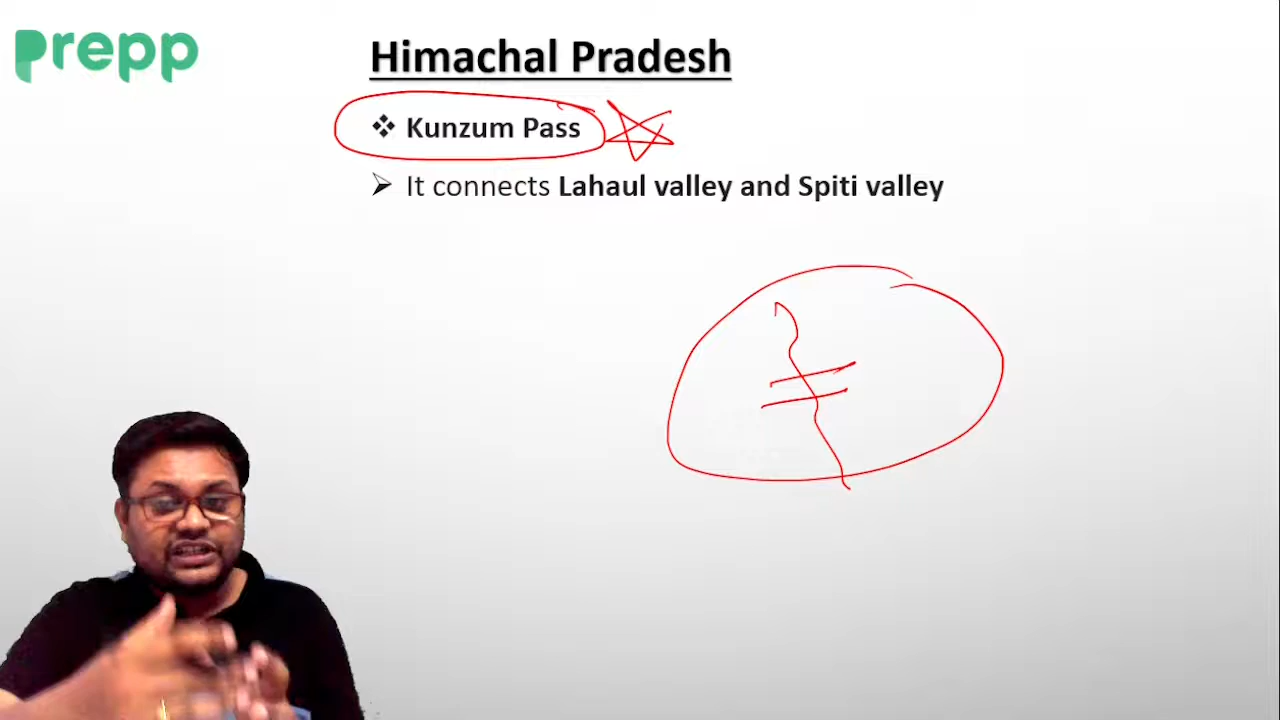 prepp
Himachal Pradesh
❖ Kunzum Pass
➤ It connects Lahaul valley and Spiti valley